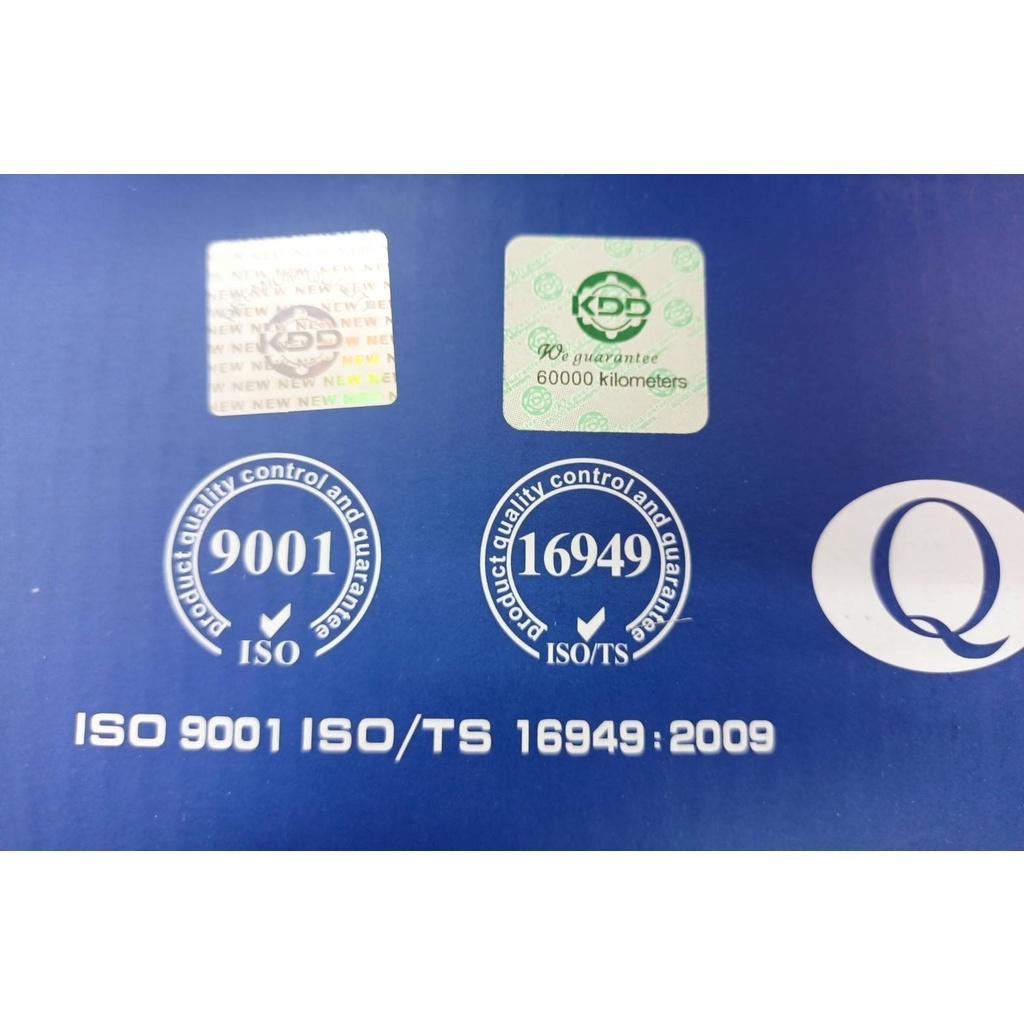 NEW NEW NEW NEW NEW
KDD
NEW NEW NEW NEW NEW
KDD
We guarantee
60000 kilometers
product quality control and guarantee
9001
ISO
product quality control and guarantee
16949
ISO/TS
Q
ISO 9001 ISO/TS 16949:2009